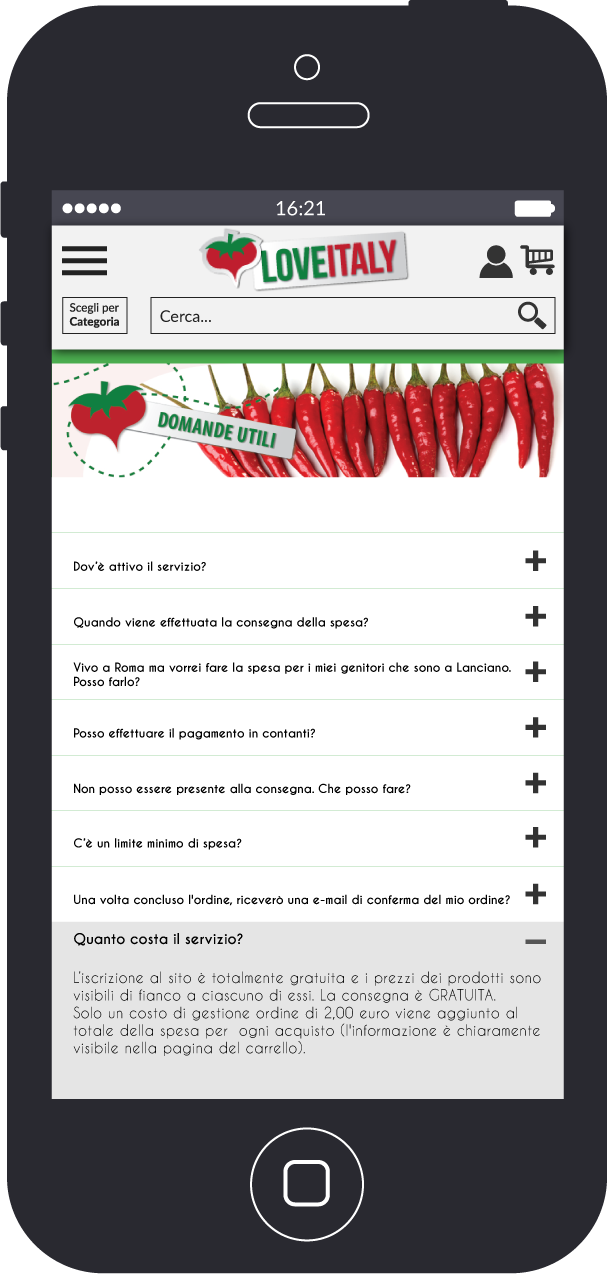 16:21
LOVEITALY
Scegli per
Categoria
Cerca...
DOMANDE UTILI
Dov'è attivo il servizio?
Quando viene effettuata la consegna della spesa?
Vivo a Roma ma vorrei fare la spesa per i miei genitori che sono a Lanciano.
Posso farlo?
Posso effettuare il pagamento in contanti?
Non posso essere presente alla consegna. Che posso fare?
C'è un limite minimo di spesa?
Una volta concluso l'ordine, riceverò una e-mail di conferma del mio ordine?
Quanto costa il servizio?
L'iscrizione al sito è totalmente gratuita e i prezzi dei prodotti sono
visibili di fianco a ciascuno di essi. La consegna è GRATUITA.
Solo un costo di gestione ordine di 2,00 euro viene aggiunto al
totale della spesa per ogni acquisto (l'informazione è chiaramente
visibile nella pagina del carrello).